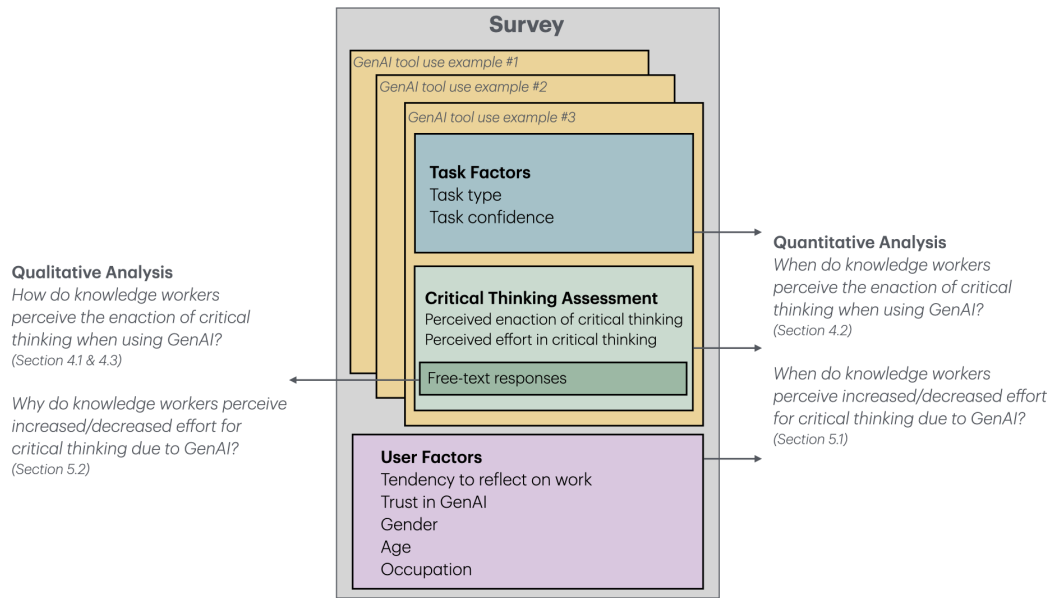 Survey
GenAI tool use example #1
GenAI tool use example #2
GenAI tool use example #3
Task Factors
Task type
Task confidence
Critical Thinking Assessment
Perceived enaction of critical thinking
Perceived effort in critical thinking
Free-text responses
User Factors
Tendency to reflect on work
Trust in GenAI
Gender
Age
Occupation
Qualitative Analysis
How do knowledge workers
perceive the enaction of critical
thinking when using GenAI?
(Section 4.1 & 4.3)
Why do knowledge workers perceive
increased/decreased effort for
critical thinking due to GenAI?
(Section 5.2)
Quantitative Analysis
When do knowledge workers
perceive the enaction of critical
thinking when using GenAI?
(Section 4.2)
When do knowledge workers
perceive increased/decreased effort
for critical thinking due to GenAI?
(Section 5.1)